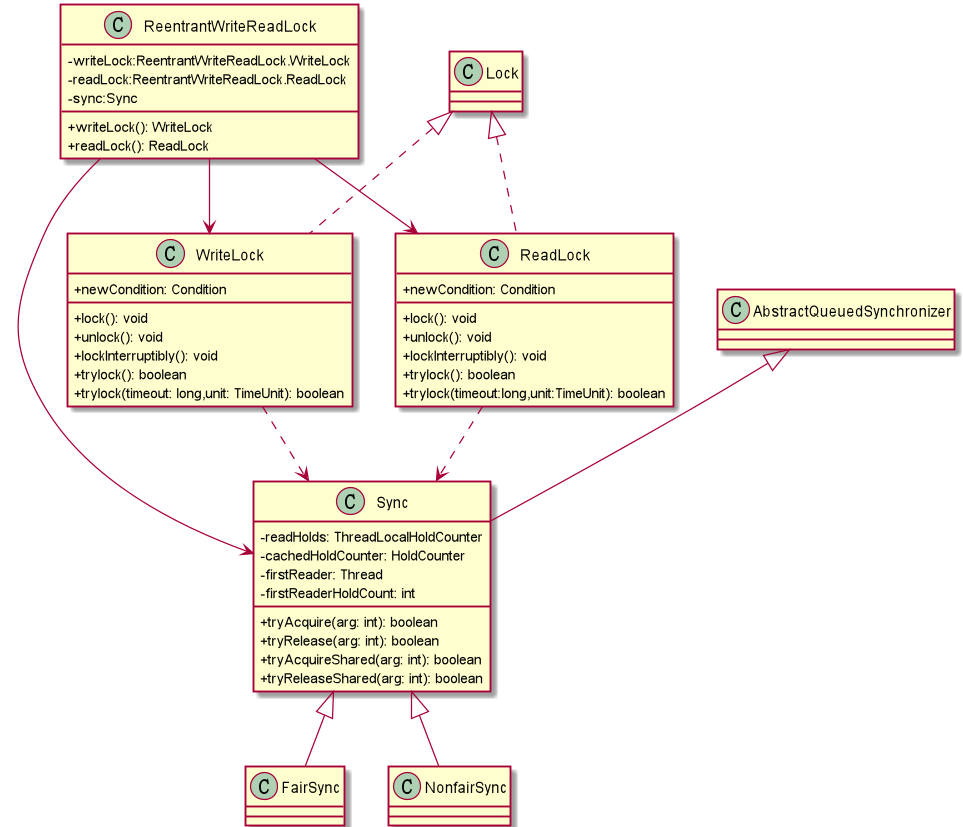 C ReentrantWriteReadLock
-writeLock:ReentrantWriteReadLock.WriteLock
-readLock:ReentrantWriteReadLock.ReadLock
-sync:Sync
+writeLock(): WriteLock
+readLock(): ReadLock
C Lock
C WriteLock
+newCondition: Condition
+lock(): void
+unlock(): void
+lockInterruptibly(): void
+trylock(): boolean
+trylock(timeout: long,unit: TimeUnit): boolean
C ReadLock
+newCondition: Condition
+lock(): void
+unlock(): void
+lockInterruptibly(): void
+trylock(): boolean
+trylock(timeout:long,unit:TimeUnit): boolean
C AbstractQueuedSynchronizer
C Sync
-readHolds: ThreadLocalHoldCounter
-cachedHoldCounter: HoldCounter
-firstReader: Thread
-firstReaderHoldCount: int
+tryAcquire(arg: int): boolean
+tryRelease(arg: int): boolean
+tryAcquireShared(arg: int): boolean
+tryReleaseShared(arg: int): boolean
C FairSync
C NonfairSync